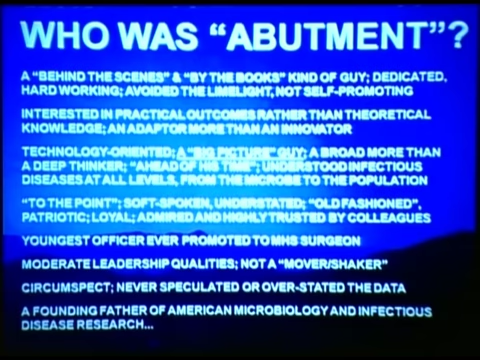 WHO WAS “ABUTMENT”?
A “BEHIND THE SCENES” & “BY THE BOOKS” KIND OF GUY; DEDICATED,
HARD WORKING; AVOIDED THE LIMELIGHT, NOT SELF-PROMOTING
INTERESTED IN PRACTICAL OUTCOMES RATHER THAN THEORETICAL
KNOWLEDGE; AN ADAPTOR MORE THAN AN INNOVATOR
TECHNOLOGY-ORIENTED; A “BIG PICTURE” GUY; A BROAD MORE THAN
A DEEP THINKER; “AHEAD OF HIS TIME”; UNDERSTOOD INFECTIOUS
DISEASES AT ALL LEVELS, FROM THE MICROBE TO THE POPULATION
“TO THE POINT”; SOFT-SPOKEN, UNDERSTATED; “OLD FASHIONED”,
PATRIOTIC; LOYAL; ADMIRED AND HIGHLY TRUSTED BY COLLEAGUES
YOUNGEST OFFICER EVER PROMOTED TO MHS SURGEON
MODERATE LEADERSHIP QUALITIES; NOT A “MOVER/SHAKER”
CIRCUMSPECT; NEVER SPECULATED OR OVER-STATED THE DATA
A FOUNDING FATHER OF AMERICAN MICROBIOLOGY AND INFECTIOUS
DISEASE RESEARCH...